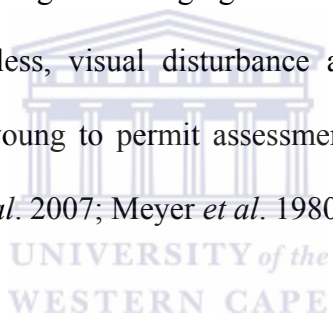 less, visual disturbance a
young to permit assessmen
al. 2007; Meyer et al. 1980
UNIVERSITY of the
WESTERN CAPE